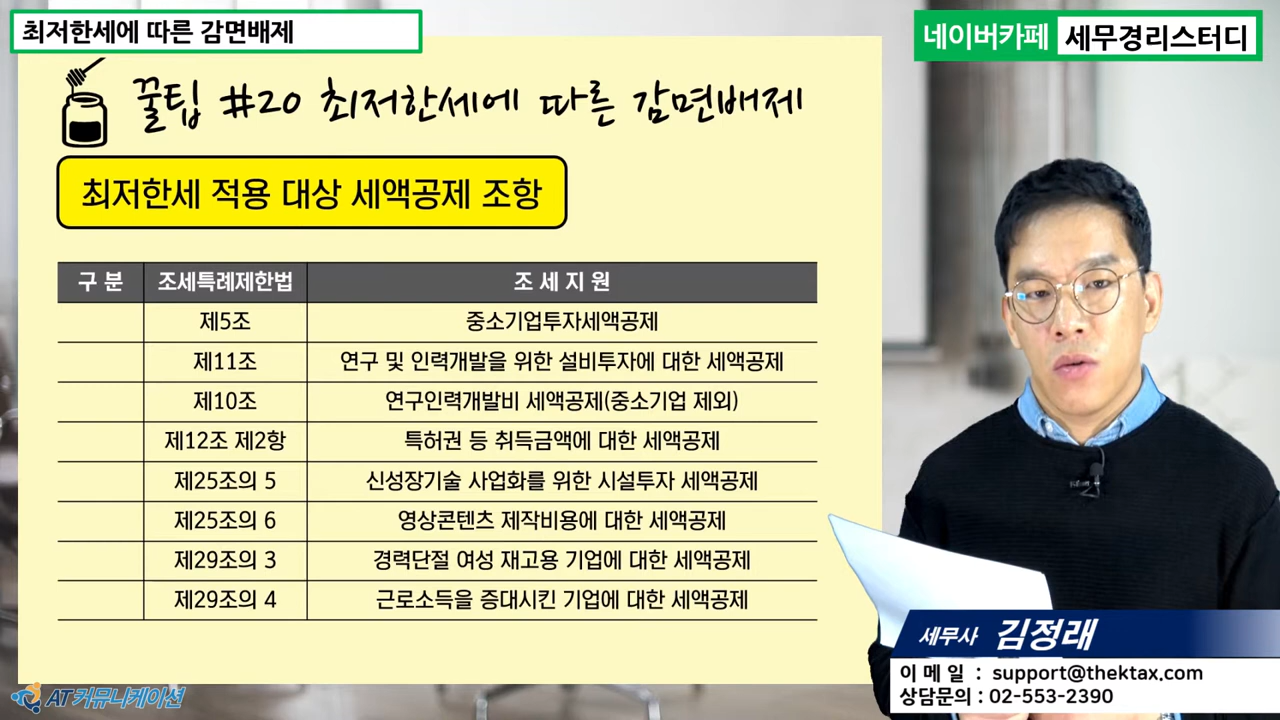 최저한세에 따른 감면배제
네이버카페 세무경리스터디
꿀팁 #20 최저한세에 따른 감면배제
최저한세 적용 대상 세액공제 조항
구 분 조세특례제한법 조 세 지 원
제5조 중소기업투자세액공제
제11조 연구 및 인력개발을 위한 설비투자에 대한 세액공제
제10조 연구인력개발비 세액공제(중소기업 제외)
제12조 제2항 특허권 등 취득금액에 대한 세액공제
제25조의 5 신성장기술 사업화를 위한 시설투자 세액공제
제25조의 6 영상콘텐츠 제작비용에 대한 세액공제
제29조의 3 경력단절 여성 재고용 기업에 대한 세액공제
제29조의 4 근로소득을 증대시킨 기업에 대한 세액공제
세무사 김정래
이 메 일 : support@thektax.com
상담문의 : 02-553-2390
AT커뮤니케이션